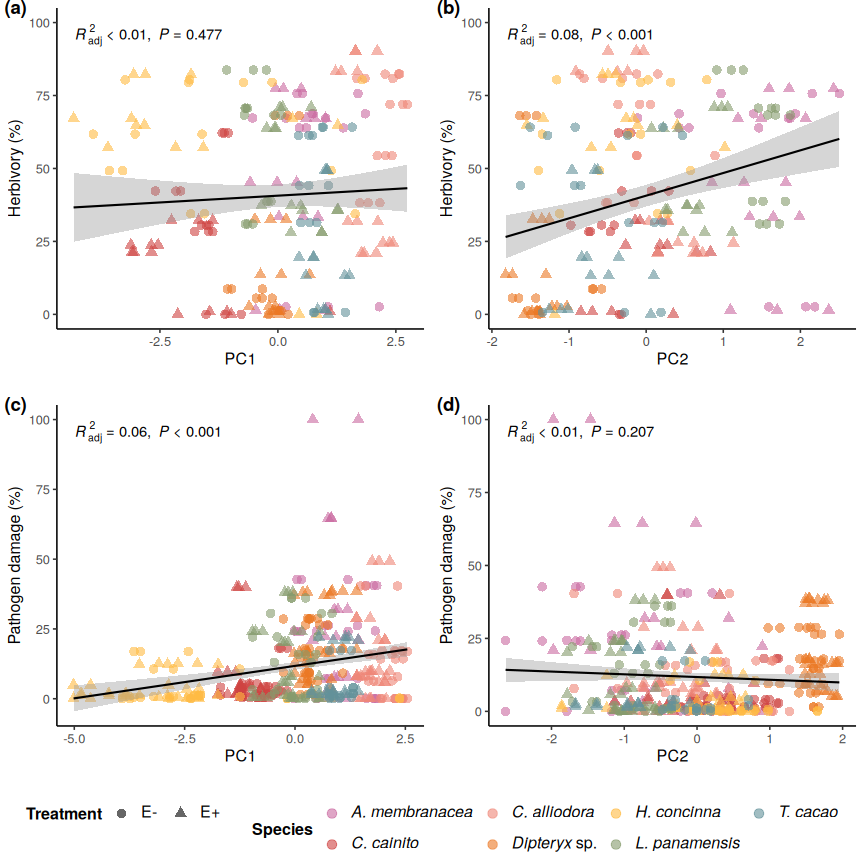 (a)
R²adj < 0.01, P = 0.477
Herbivory (%)
100
75
50
25
0
-2.5
0.0
2.5
PC1
(b)
R²adj = 0.08, P < 0.001
Herbivory (%)
100
75
50
25
0
-2
-1
0
1
2
PC2
(c)
R²adj = 0.06, P < 0.001
Pathogen damage (%)
100
75
50
25
0
-5.0
-2.5
0.0
2.5
PC1
(d)
R²adj < 0.01, P = 0.207
Pathogen damage (%)
100
75
50
25
0
-2
-1
0
1
2
PC2
Treatment E- E+
Species
A. membranacea C. alliodora H. concinna T. cacao
C. cainito Dipteryx sp. L. panamensis